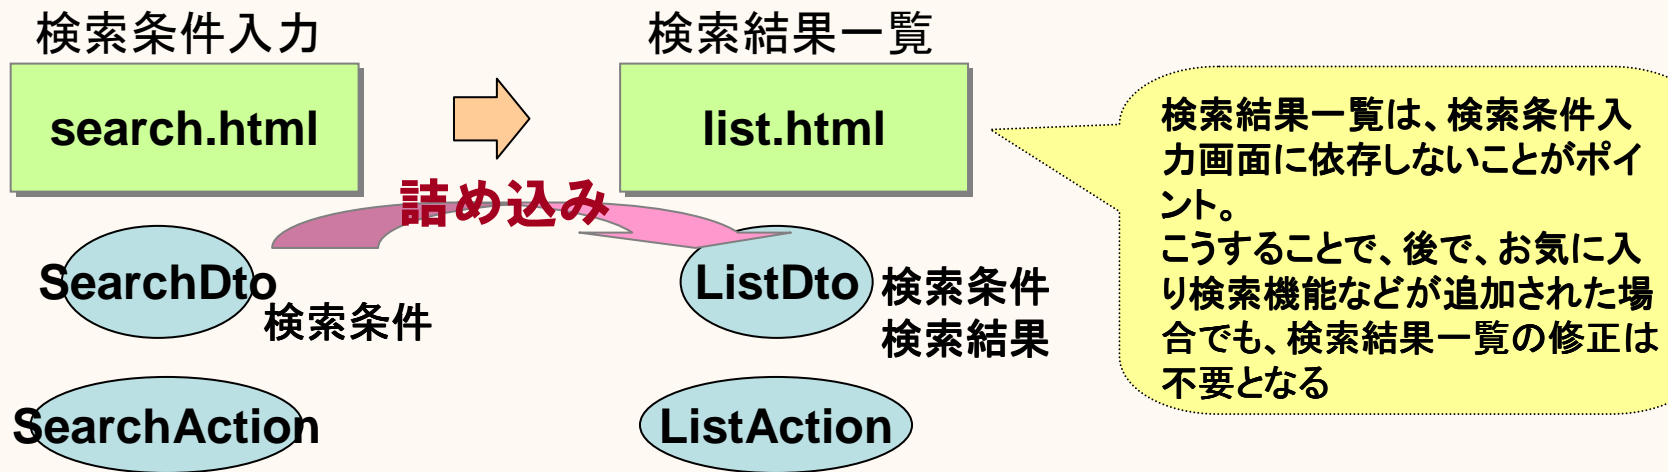 検索条件入力
検索結果一覧
search.html
list.html
詰め込み
SearchDto
検索条件
ListDto
検索条件
検索結果
SearchAction
ListAction
検索結果一覧は、検索条件入
力画面に依存しないことがポイ
ント。
こうすることで、後で、お気に入
り検索機能などが追加された場
合でも、検索結果一覧の修正は
不要となる